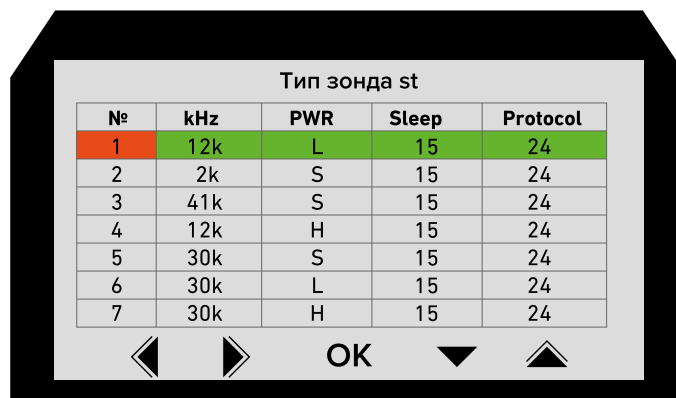 Тип зонда st
№ kHz PWR Sleep Protocol
1 12k L 15 24
2 2k S 15 24
3 41k S 15 24
4 12k H 15 24
5 30k S 15 24
6 30k L 15 24
7 30k H 15 24
OK